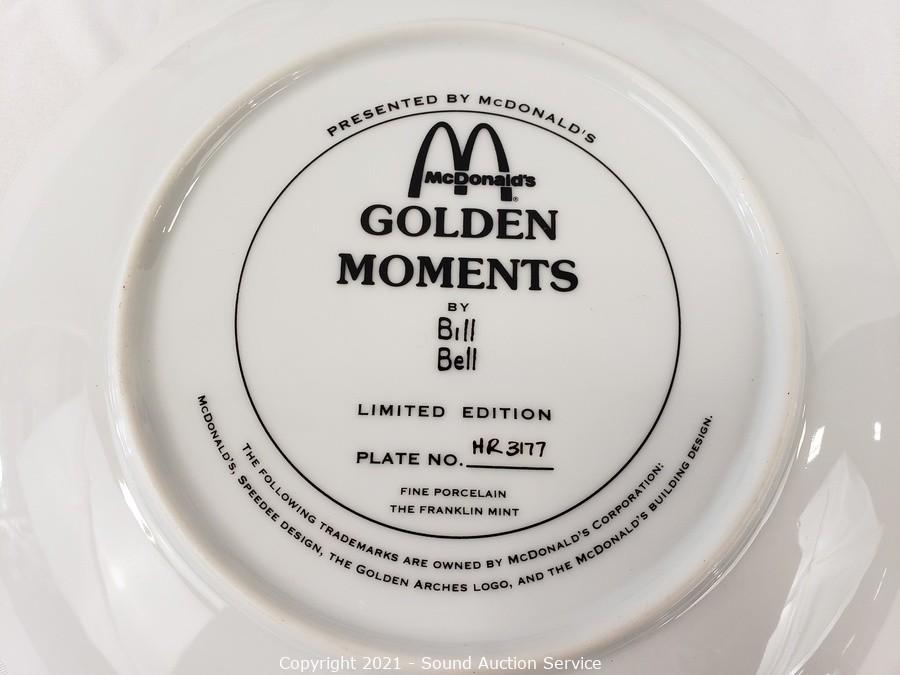 PRESENTED BY McDONALD'S
McDonald's
®
GOLDEN
MOMENTS
BY
Bill
Bell
LIMITED EDITION
PLATE NO. HR3177
FINE PORCELAIN
THE FRANKLIN MINT
THE FOLLOWING TRADEMARKS ARE OWNED BY McDONALD'S CORPORATION:
McDONALD'S, SPEEDEE DESIGN, THE GOLDEN ARCHES LOGO, AND THE McDONALD'S BUILDING DESIGN.
Copyright 2021 - Sound Auction Service